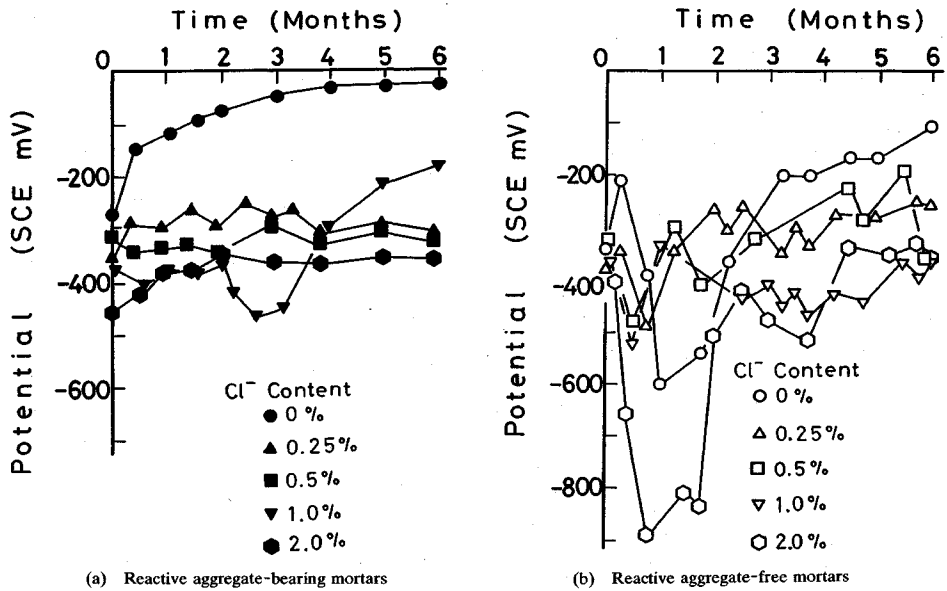 Time (Months)
0 1 2 3 4 5 6
Potential (SCE mV)
-200
-400
-600
Cl⁻ Content
0%
0.25%
0.5%
1.0%
2.0%
(a) Reactive aggregate-bearing mortars
Time (Months)
0 1 2 3 4 5 6
Potential (SCE mV)
-200
-400
-600
-800
Cl⁻ Content
0%
0.25%
0.5%
1.0%
2.0%
(b) Reactive aggregate-free mortars